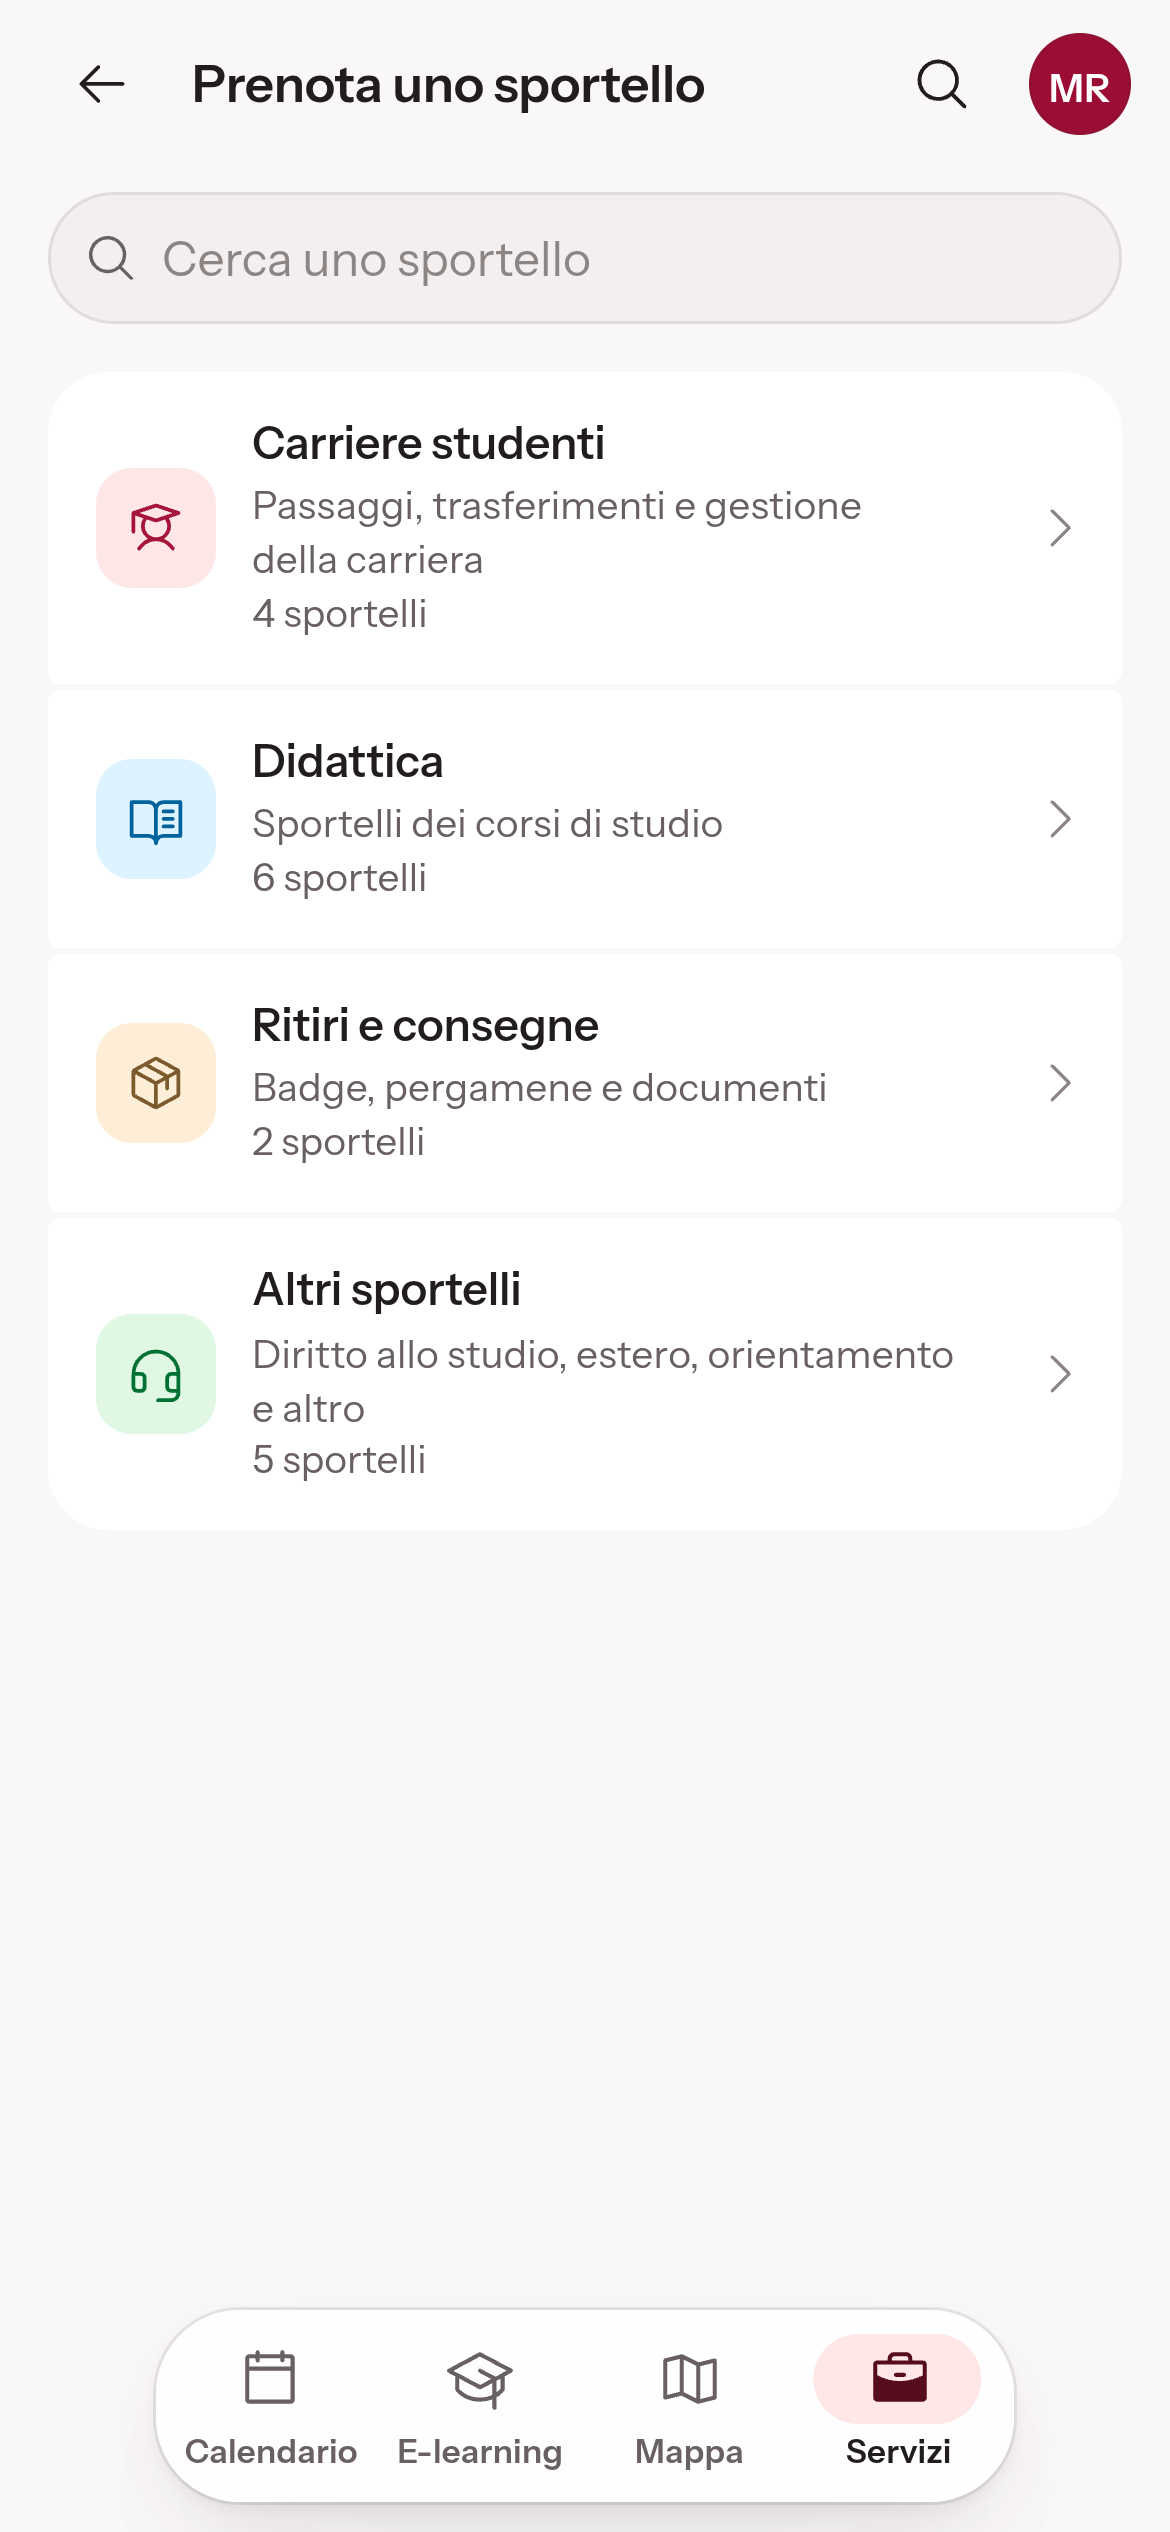 Prenota uno sportello
MR
Cerca uno sportello
Carriere studenti
Passaggi, trasferimenti e gestione
della carriera
4 sportelli
Didattica
Sportelli dei corsi di studio
6 sportelli
Ritiri e consegne
Badge, pergamene e documenti
2 sportelli
Altri sportelli
Diritto allo studio, estero, orientamento
e altro
5 sportelli
Calendario
E-learning
Mappa
Servizi